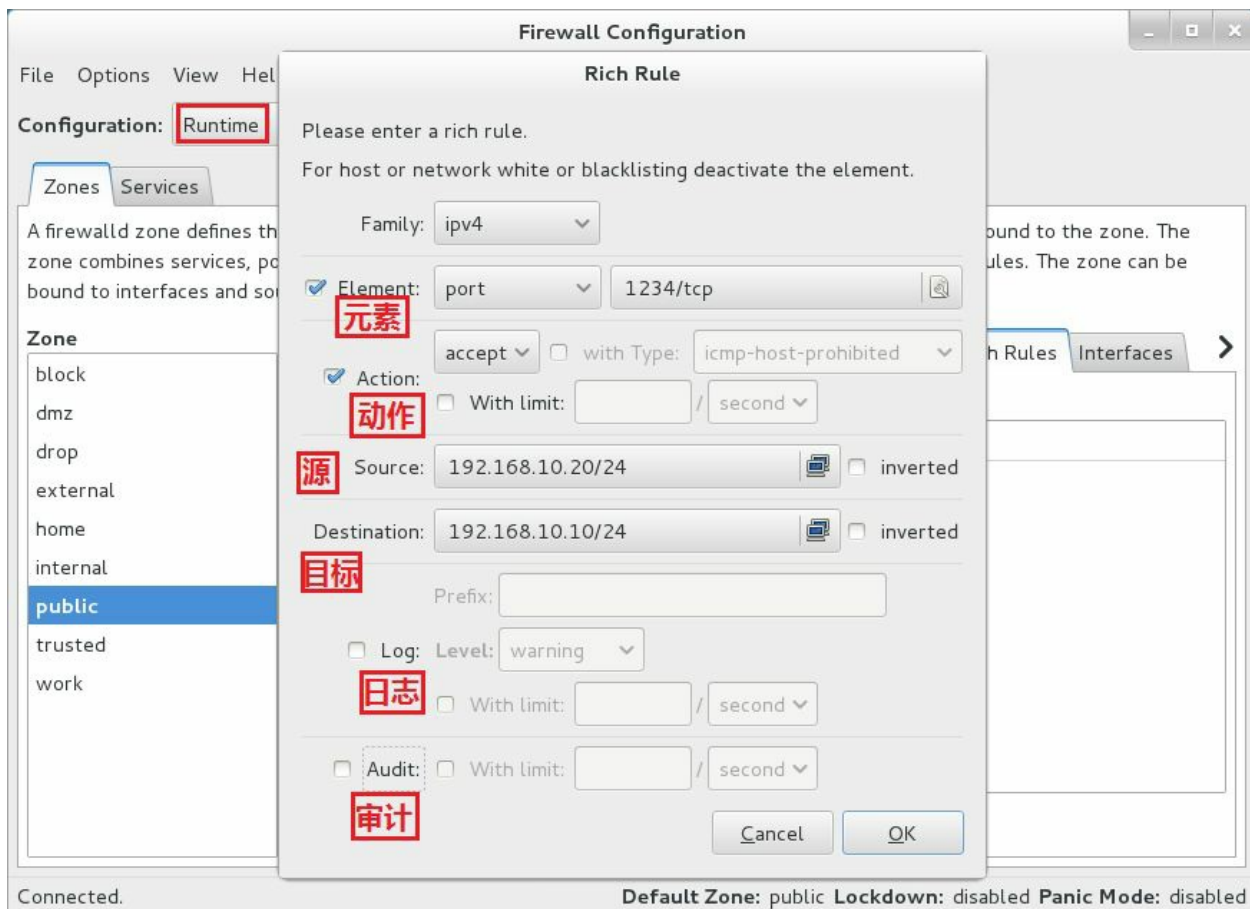 Firewall Configuration
File Options View Hel
Rich Rule
Configuration: Runtime
Please enter a rich rule.
For host or network white or blacklisting deactivate the element.
Zones Services
Family: ipv4
A firewalld zone defines th
ound to the zone. The
zone combines services, po
ules. The zone can be
bound to interfaces and sou
Element: port 1234/tcp
元素
Zone
block
dmz
drop
external
home
internal
public
trusted
work
h Rules Interfaces
accept with Type: icmp-host-prohibited
Action:
With limit: / second
动作
源 Source: 192.168.10.20/24 inverted
Destination: 192.168.10.10/24 inverted
目标
Prefix:
Log: Level: warning
日志
With limit: / second
Audit: With limit: / second
审计
Cancel OK
Connected.
Default Zone: public Lockdown: disabled Panic Mode: disabled